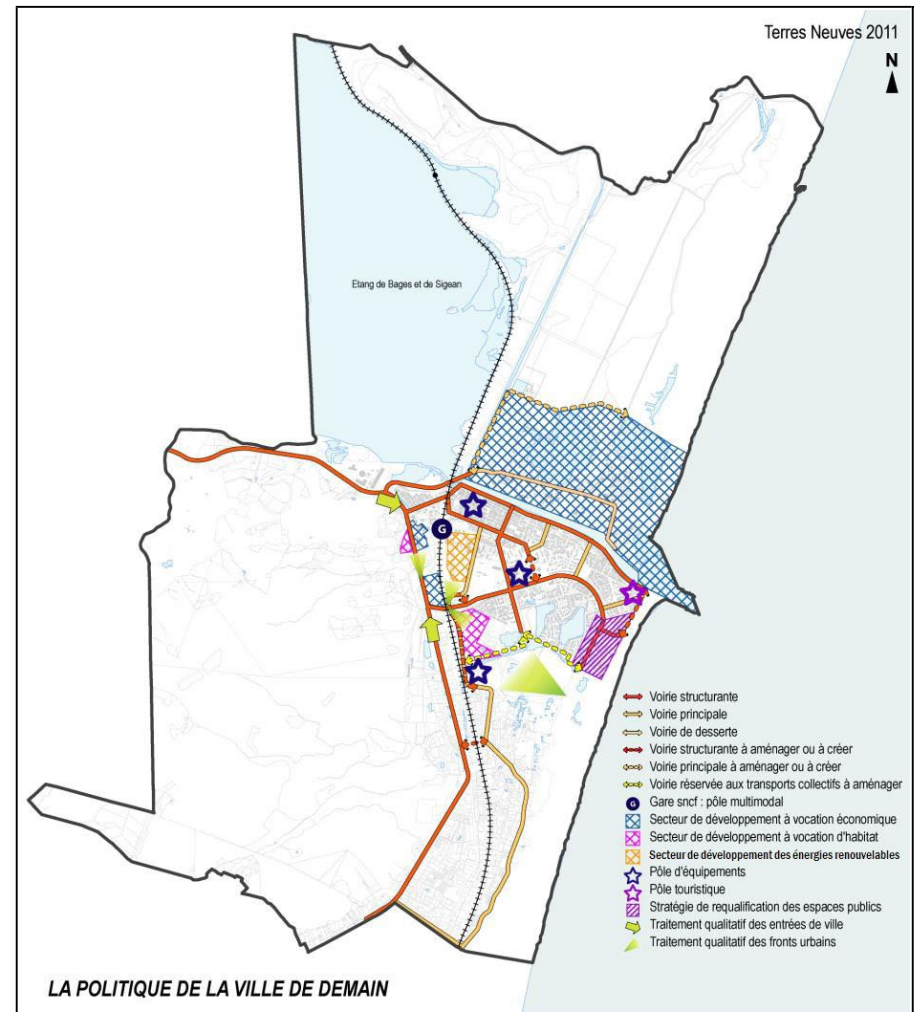 Terres Neuves 2011
N
Etang de Bages et de Sigean
G
Voirie structurante
Voirie principale
Voirie de desserte
Voirie structurante à aménager ou à créer
Voirie principale à aménager ou à créer
Voirie réservée aux transports collectifs à aménager
G Gare sncf : pôle multimodal
Secteur de développement à vocation économique
Secteur de développement à vocation d'habitat
Secteur de développement des énergies renouvelables
Pôle d'équipements
Pôle touristique
Stratégie de requalification des espaces publics
Traitement qualitatif des entrées de ville
Traitement qualitatif des fronts urbains
LA POLITIQUE DE LA VILLE DE DEMAIN